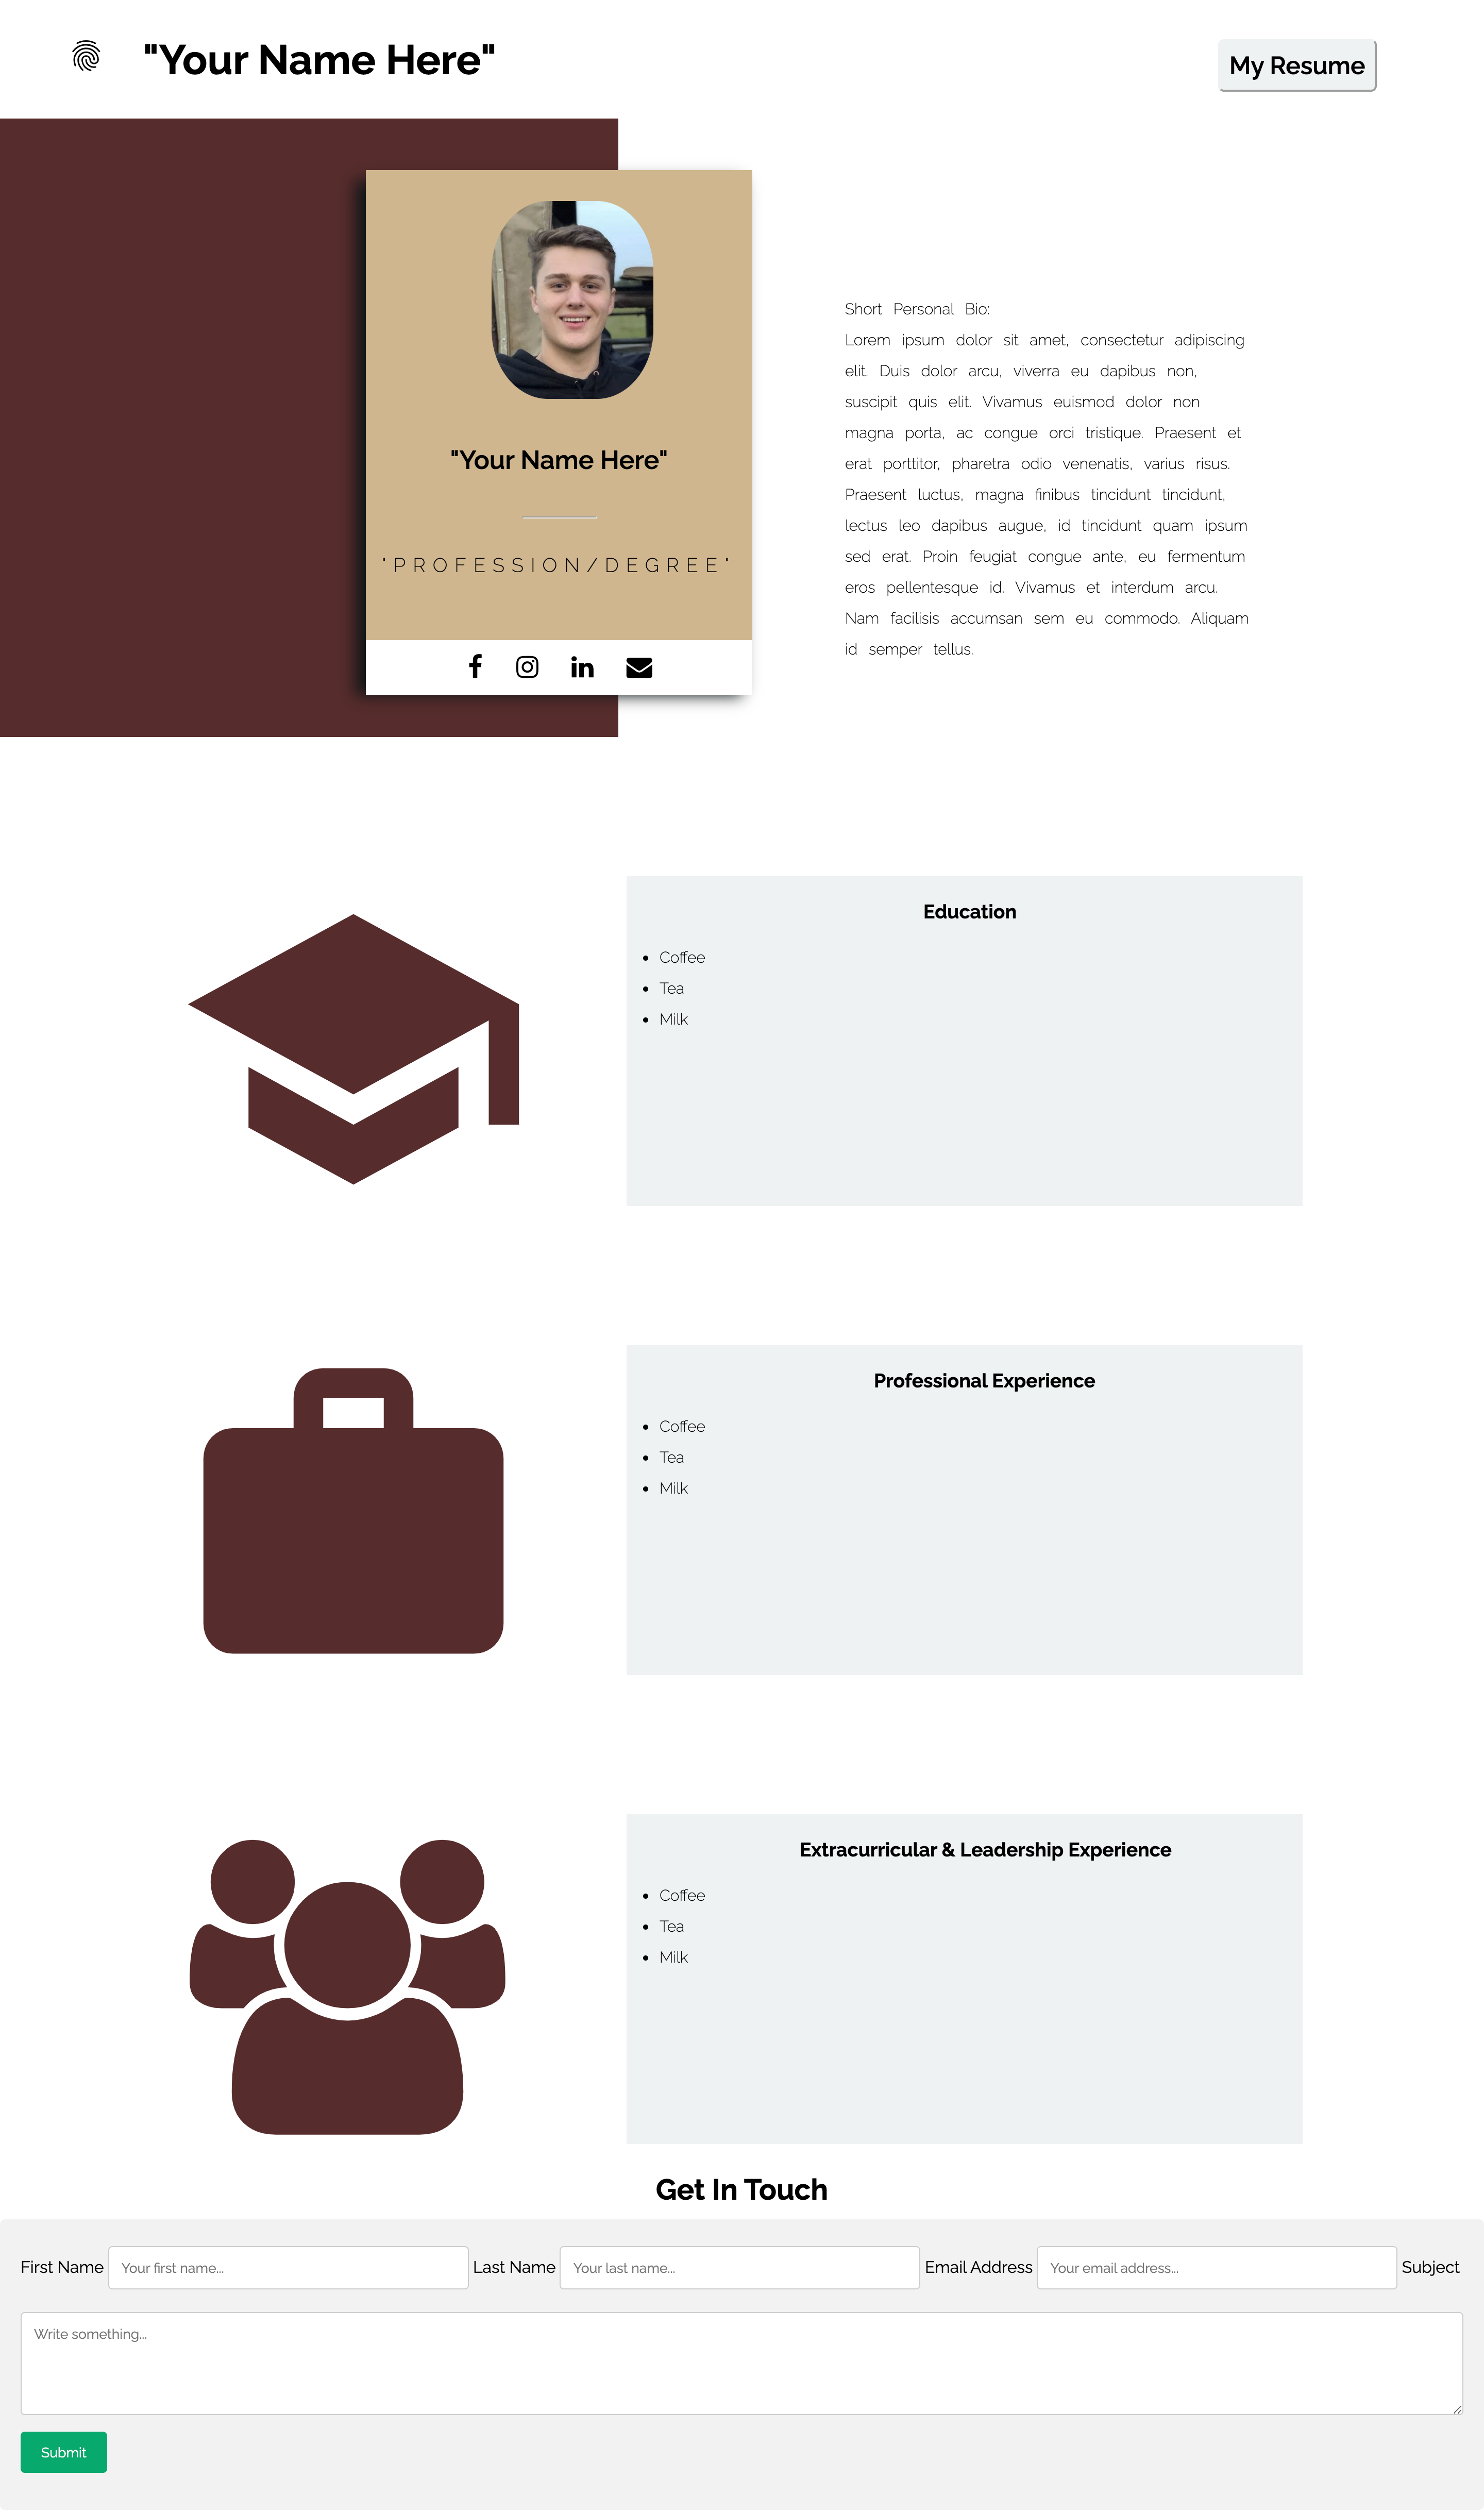 "Your Name Here"
My Resume
"Your Name Here"
"PROFESSION/DEGREE"
Short Personal Bio:
Lorem ipsum dolor sit amet, consectetur adipiscing
elit. Duis dolor arcu, viverra eu dapibus non,
suscipit quis elit. Vivamus euismod dolor non
magna porta, ac congue orci tristique. Praesent et
erat porttitor, pharetra odio venenatis, varius risus.
Praesent luctus, magna finibus tincidunt tincidunt,
lectus leo dapibus augue, id tincidunt quam ipsum
sed erat. Proin feugiat congue ante, eu fermentum
eros pellentesque id. Vivamus et interdum arcu.
Nam facilisis accumsan sem eu commodo. Aliquam
id semper tellus.
Education
• Coffee
• Tea
• Milk
Professional Experience
• Coffee
• Tea
• Milk
Extracurricular & Leadership Experience
• Coffee
• Tea
• Milk
Get In Touch
First Name Your first name... Last Name Your last name... Email Address Your email address... Subject
Write something...
Submit